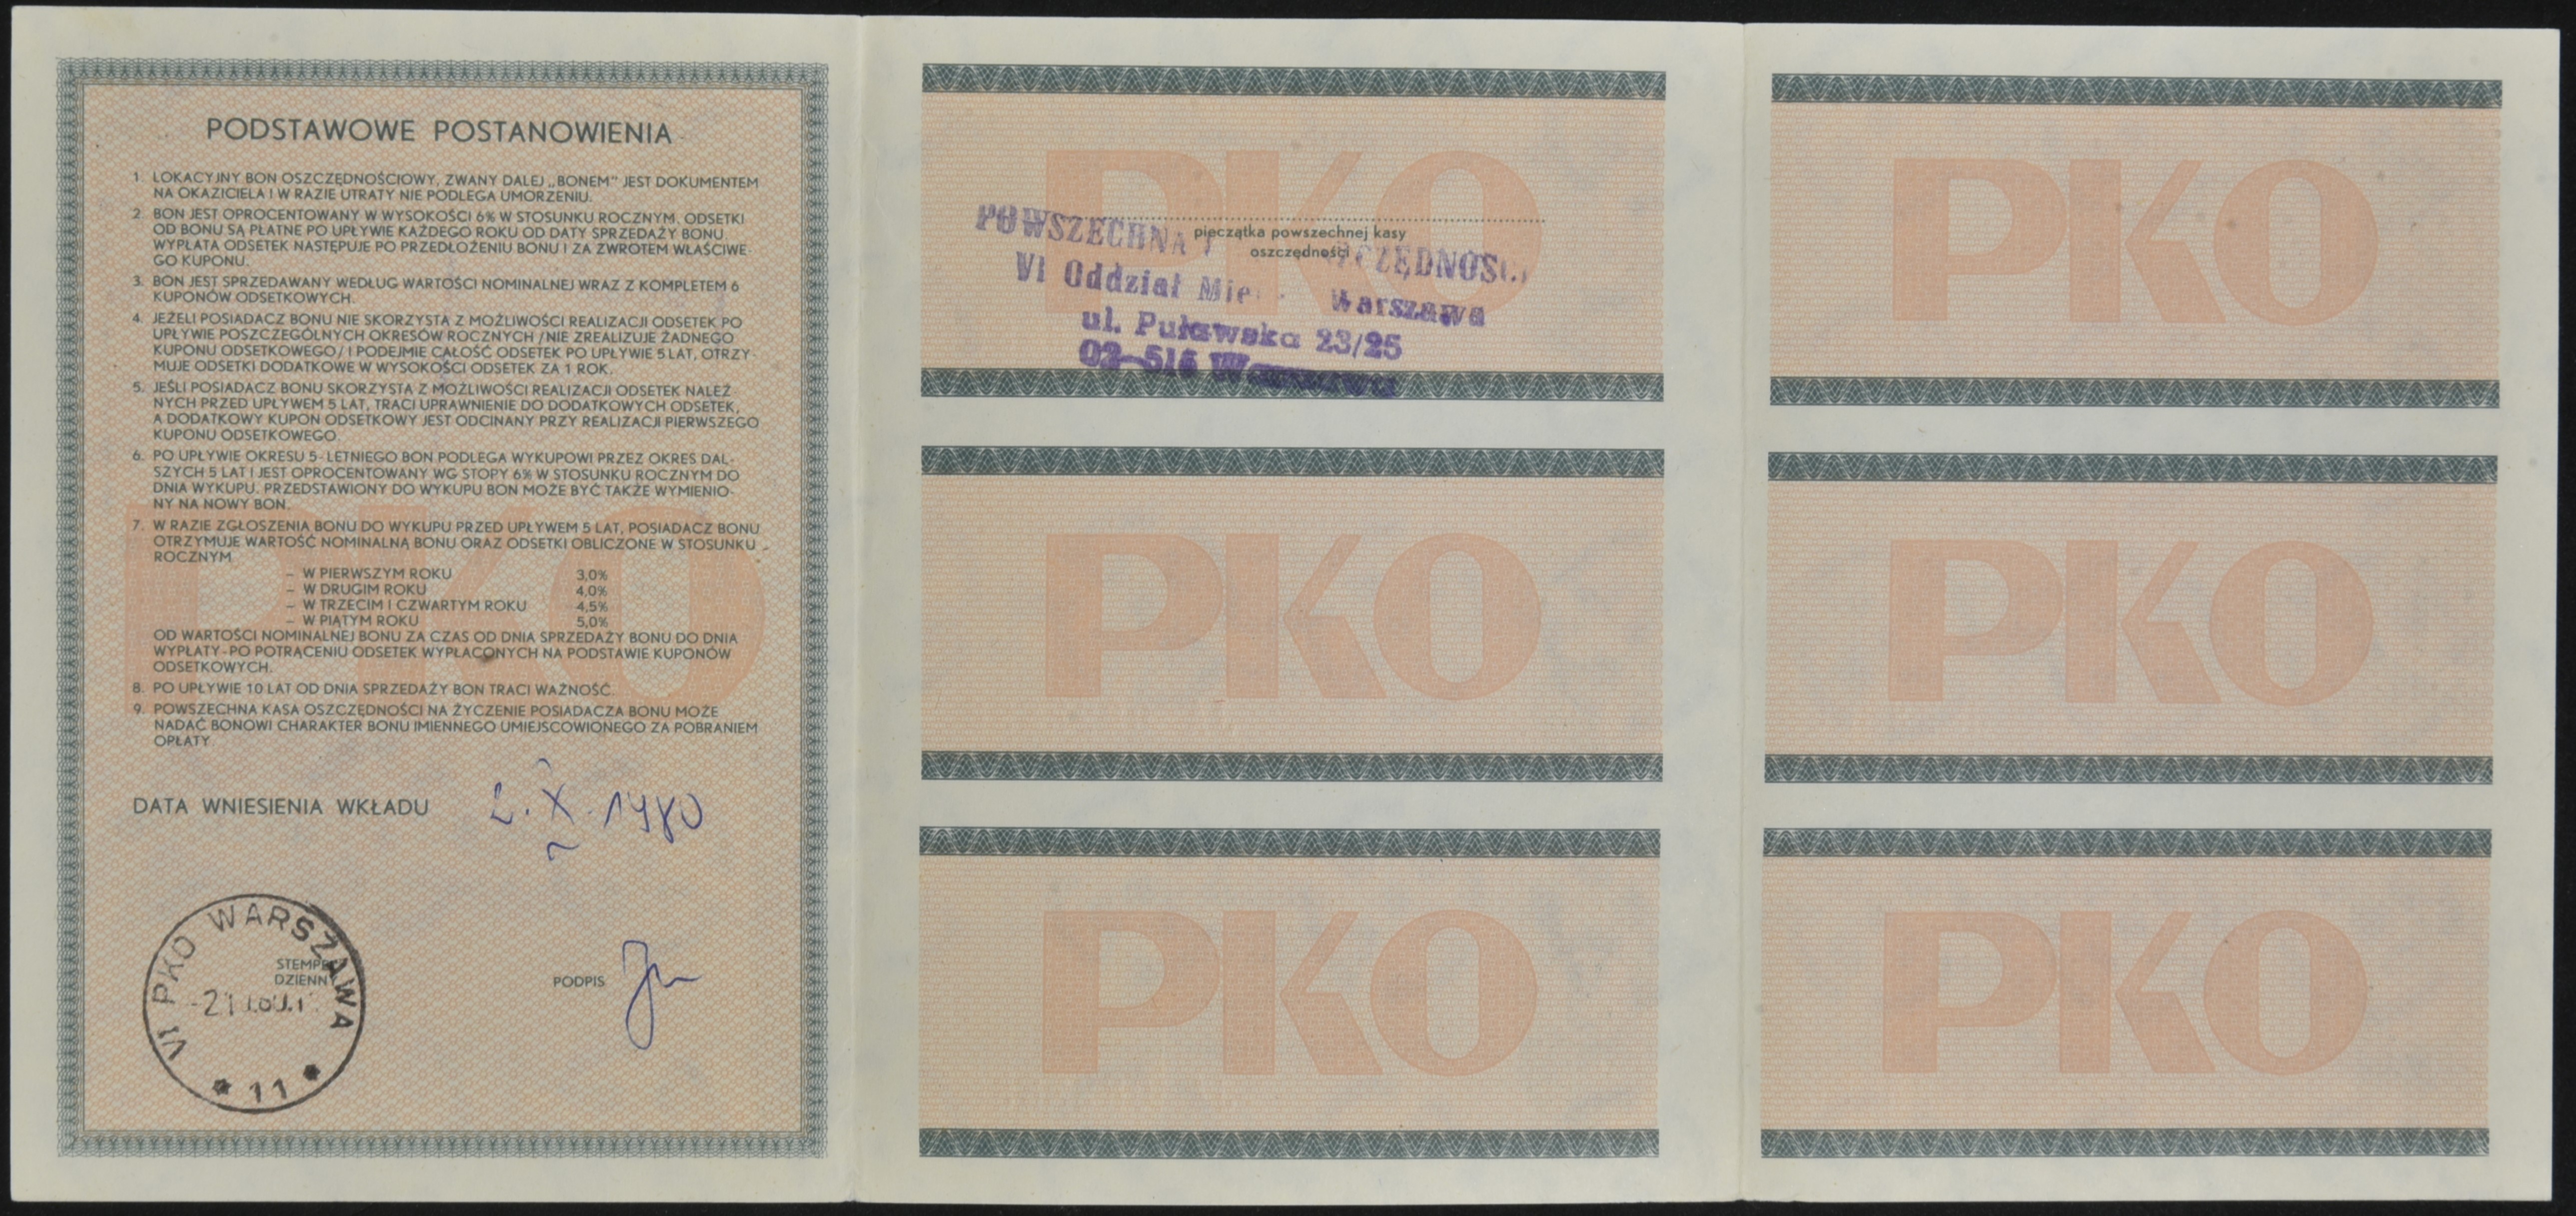 PODSTAWOWE POSTANOWIENIA
1. LOKACYJNY BON OSZCZĘDNOŚCIOWY, ZWANY DALEJ „BONEM" JEST DOKUMENTEM
NA OKAZICIELA I W RAZIE UTRATY NIE PODLEGA UMORZENIU.
2. BON JEST OPROCENTOWANY W WYSOKOŚCI 6% W STOSUNKU ROCZNYM. ODSETKI
OD BONU SĄ PŁATNE PO UPŁYWIE KAŻDEGO ROKU OD DATY SPRZEDAŻY BONU.
WYPŁATA ODSETEK NASTĘPUJE PO PRZEDŁOŻENIU BONU I ZA ZWROTEM WŁAŚCIWE-
GO KUPONU.
3. BON JEST SPRZEDAWANY WEDŁUG WARTOŚCI NOMINALNEJ WRAZ Z KOMPLETEM 6
KUPONÓW ODSETKOWYCH.
4. JEŻELI POSIADACZ BONU NIE SKORZYSTA Z MOŻLIWOŚCI REALIZACJI ODSETEK PO
UPŁYWIE POSZCZEGÓLNYCH OKRESÓW ROCZNYCH /NIE ZREALIZUJE ŻADNEGO
KUPONU ODSETKOWEGO/ I PODEJMIE CAŁOŚĆ ODSETEK PO UPŁYWIE 5 LAT, OTRZY-
MUJE ODSETKI DODATKOWE W WYSOKOŚCI ODSETEK ZA 1 ROK.
5. JEŚLI POSIADACZ BONU SKORZYSTA Z MOŻLIWOŚCI REALIZACJI ODSETEK NALEŻ
NYCH PRZED UPŁYWEM 5 LAT, TRACI UPRAWNIENIE DO DODATKOWYCH ODSETEK,
A DODATKOWY KUPON ODSETKOWY JEST ODCINANY PRZY REALIZACJI PIERWSZEGO
KUPONU ODSETKOWEGO.
6. PO UPŁYWIE OKRESU 5-LETNIEGO BON PODLEGA WYKUPOWI PRZEZ OKRES DAL-
SZYCH 5 LAT I JEST OPROCENTOWANY WG STOPY 6% W STOSUNKU ROCZNYM DO
DNIA WYKUPU. PRZEDSTAWIONY DO WYKUPU BON MOŻE BYĆ TAKŻE WYMIENIO-
NY NA NOWY BON.
7. W RAZIE ZGŁOSZENIA BONU DO WYKUPU PRZED UPŁYWEM 5 LAT, POSIADACZ BONU
OTRZYMUJE WARTOŚĆ NOMINALNĄ BONU ORAZ ODSETKI OBLICZONE W STOSUNKU
ROCZNYM
– W PIERWSZYM ROKU 3,0%
– W DRUGIM ROKU 4,0%
– W TRZECIM I CZWARTYM ROKU 4,5%
– W PIĄTYM ROKU 5,0%
OD WARTOŚCI NOMINALNEJ BONU ZA CZAS OD DNIA SPRZEDAŻY BONU DO DNIA
WYPŁATY-PO POTRĄCENIU ODSETEK WYPŁACONYCH NA PODSTAWIE KUPONÓW
ODSETKOWYCH.
8. PO UPŁYWIE 10 LAT OD DNIA SPRZEDAŻY BON TRACI WAŻNOŚĆ.
9. POWSZECHNA KASA OSZCZĘDNOŚCI NA ŻYCZENIE POSIADACZA BONU MOŻE
NADAĆ BONOWI CHARAKTER BONU IMIENNEGO UMIEJSCOWIONEGO ZA POBRANIEM
OPŁATY
DATA WNIESIENIA WKŁADU 2. X. 1980
VI PKO WARSZAWA
STEMPEL
DZIENNY
* 11 *
PODPIS
PKO
pieczątka powszechnej kasy
oszczędności
POWSZECHNA
VI Oddział Warszawa
ul. Puławska 23/25
Warszawa
PKO
PKO
PKO
PKO
PKO
PKO